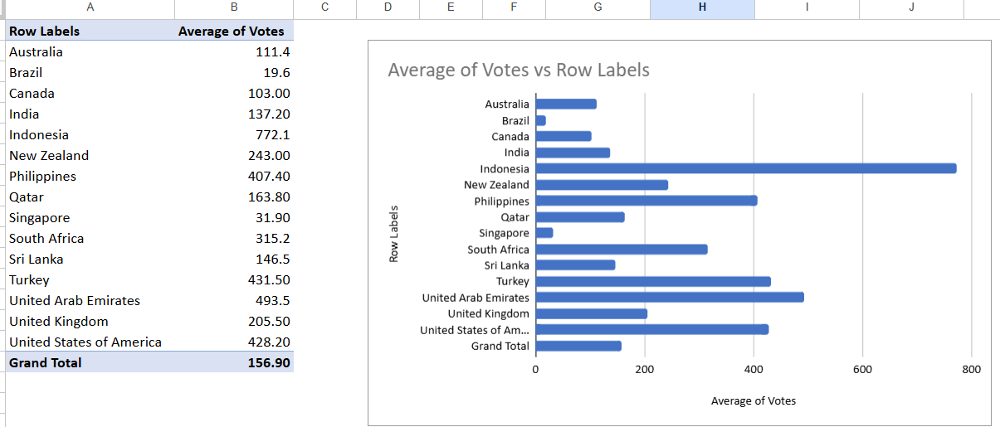 A B C D E F G H I J
Row Labels Average of Votes
Australia 111.4
Brazil 19.6
Canada 103.00
India 137.20
Indonesia 772.1
New Zealand 243.00
Philippines 407.40
Qatar 163.80
Singapore 31.90
South Africa 315.2
Sri Lanka 146.5
Turkey 431.50
United Arab Emirates 493.5
United Kingdom 205.50
United States of America 428.20
Grand Total 156.90
Average of Votes vs Row Labels
Row Labels
Australia
Brazil
Canada
India
Indonesia
New Zealand
Philippines
Qatar
Singapore
South Africa
Sri Lanka
Turkey
United Arab Emirates
United Kingdom
United States of Am...
Grand Total
0 200 400 600 800
Average of Votes